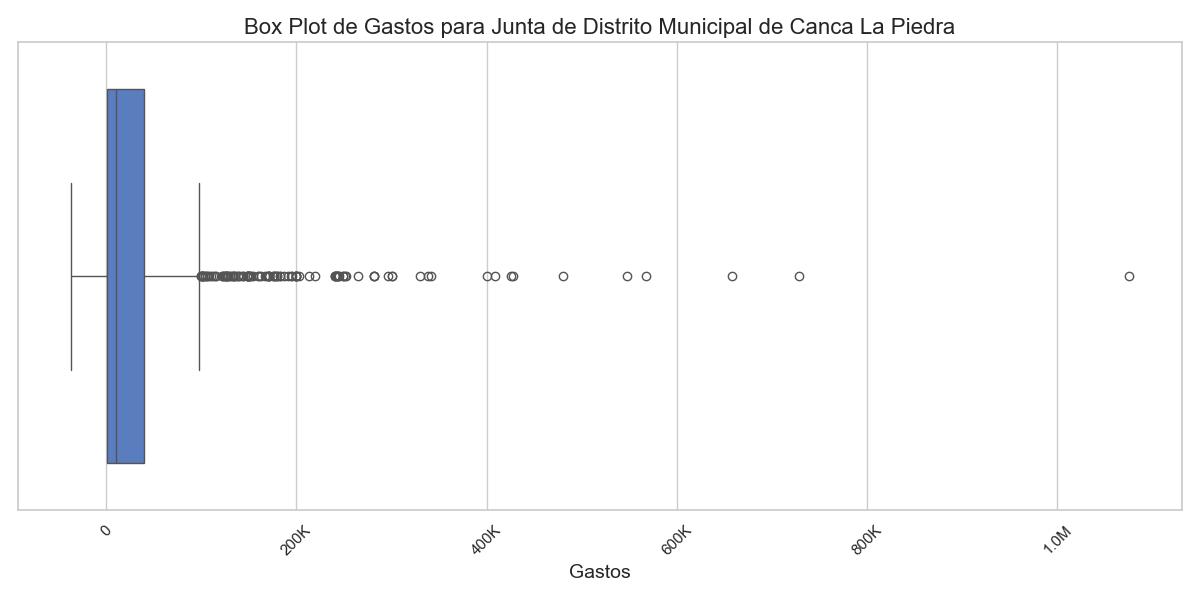 Box Plot de Gastos para Junta de Distrito Municipal de Canca La Piedra
0
200K
400K
600K
800K
1.0M
Gastos